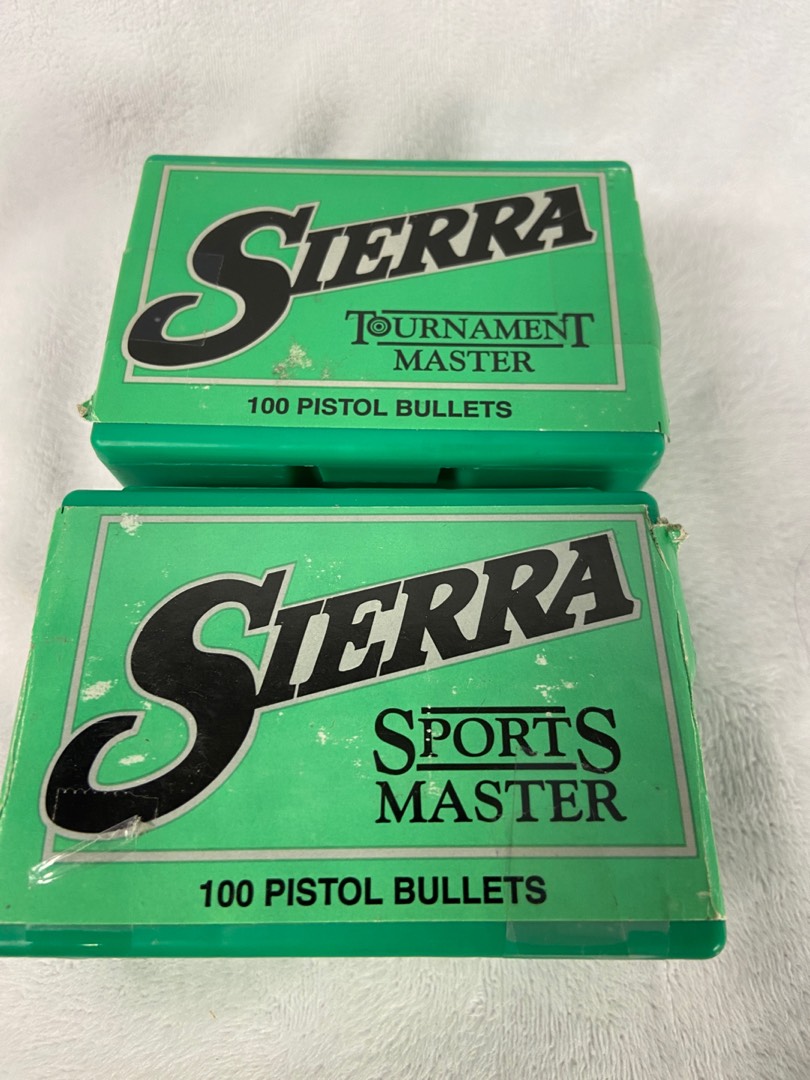 SIERRA
TOURNAMENT
MASTER
100 PISTOL BULLETS
SIERRA
SPORTS
MASTER
100 PISTOL BULLETS